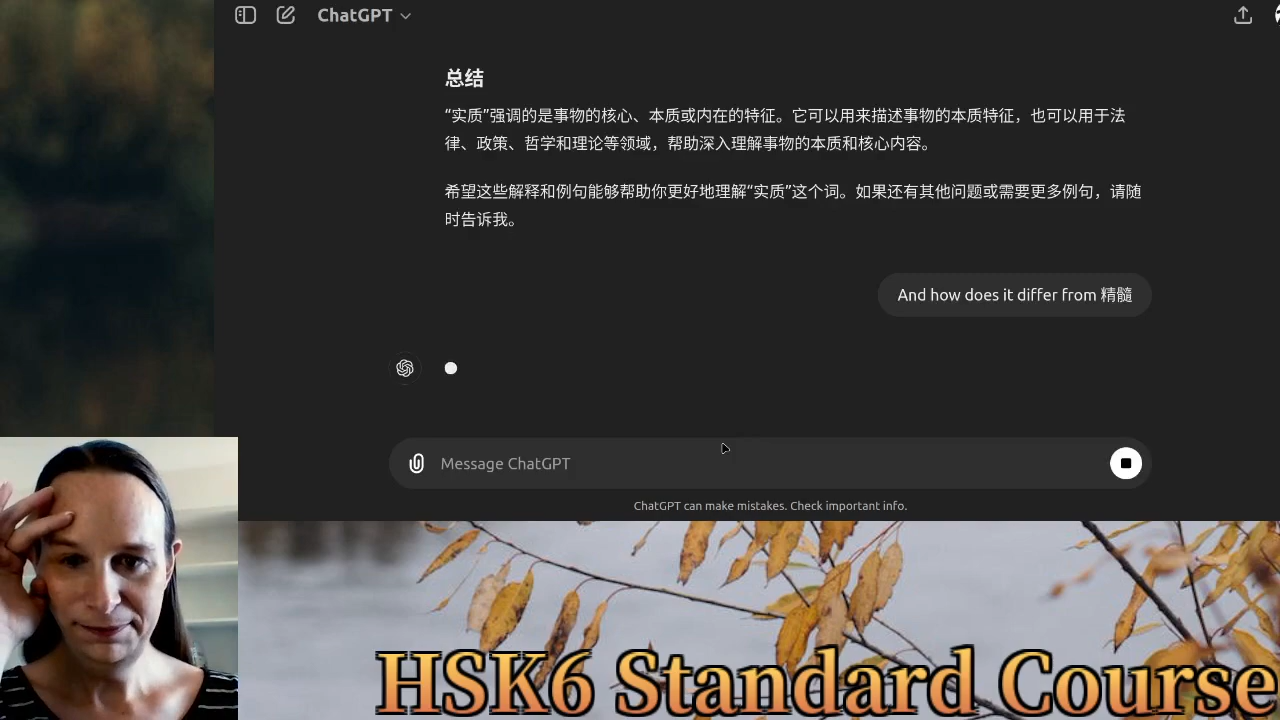 ChatGPT
总结
“实质”强调的是事物的核心、本质或内在的特征。它可以用来描述事物的本质特征，也可以用于法
律、政策、哲学和理论等领域，帮助深入理解事物的本质和核心内容。
希望这些解释和例句能够帮助你更好地理解“实质”这个词。如果还有其他问题或需要更多例句，请随
时告诉我。
And how does it differ from 精髓
Message ChatGPT
ChatGPT can make mistakes. Check important info.
HSK6 Standard Course